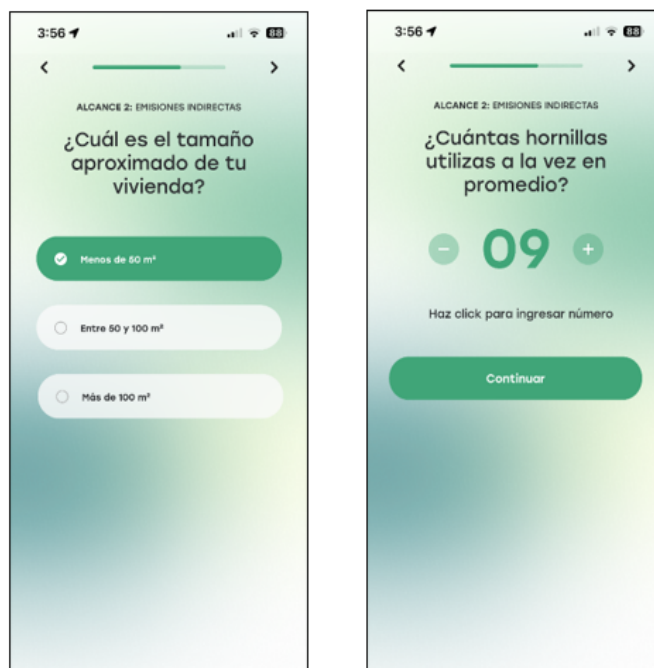 3:56
88
ALCANCE 2: EMISIONES INDIRECTAS
¿Cuál es el tamaño
aproximado de tu
vivienda?
Menos de 50 m²
Entre 50 y 100 m²
Más de 100 m²
3:56
88
ALCANCE 2: EMISIONES INDIRECTAS
¿Cuántas hornillas
utilizas a la vez en
promedio?
- 09 +
Haz click para ingresar número
Continuar